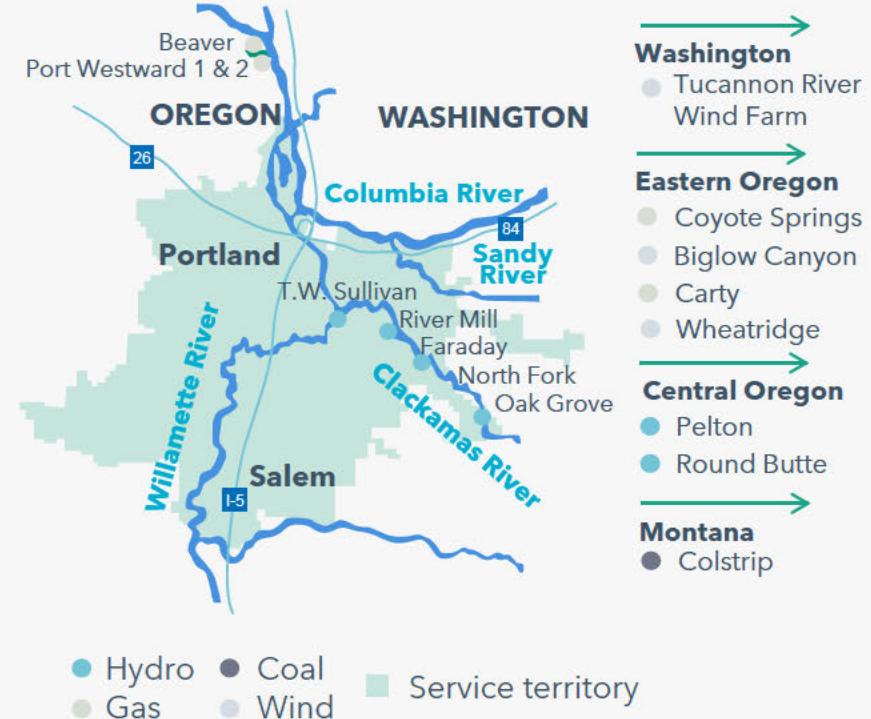 Beaver
Port Westward 1 & 2
OREGON
WASHINGTON
26
Columbia River
84
Portland
Sandy
River
T.W. Sullivan
River Mill
Faraday
North Fork
Oak Grove
Willamette River
Clackamas River
Salem
I-5
Washington
Tucannon River
Wind Farm
Eastern Oregon
Coyote Springs
Biglow Canyon
Carty
Wheatridge
Central Oregon
Pelton
Round Butte
Montana
Colstrip
Hydro
Coal
Gas
Wind
Service territory